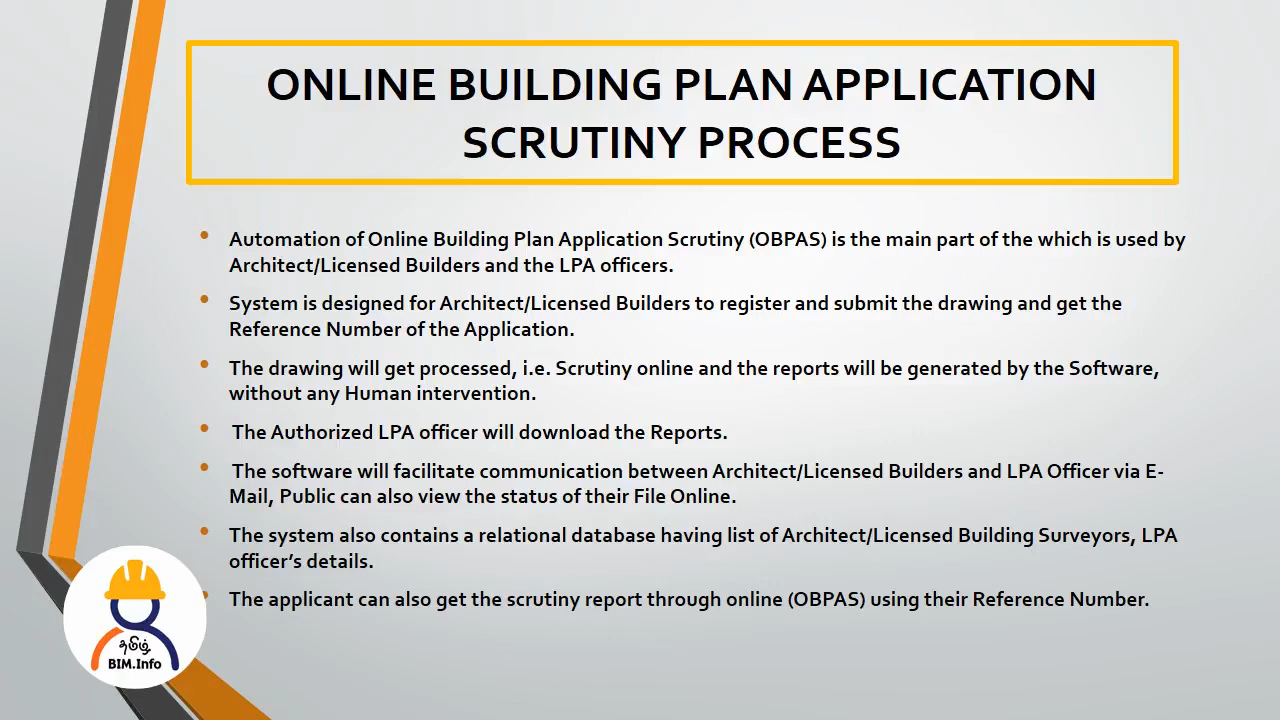 ONLINE BUILDING PLAN APPLICATION
SCRUTINY PROCESS
• Automation of Online Building Plan Application Scrutiny (OBPAS) is the main part of the which is used by
Architect/Licensed Builders and the LPA officers.
• System is designed for Architect/Licensed Builders to register and submit the drawing and get the
Reference Number of the Application.
• The drawing will get processed, i.e. Scrutiny online and the reports will be generated by the Software,
without any Human intervention.
• The Authorized LPA officer will download the Reports.
• The software will facilitate communication between Architect/Licensed Builders and LPA Officer via E-
Mail, Public can also view the status of their File Online.
• The system also contains a relational database having list of Architect/Licensed Building Surveyors, LPA
officer’s details.
• The applicant can also get the scrutiny report through online (OBPAS) using their Reference Number.
தமிழ்
BIM.Info